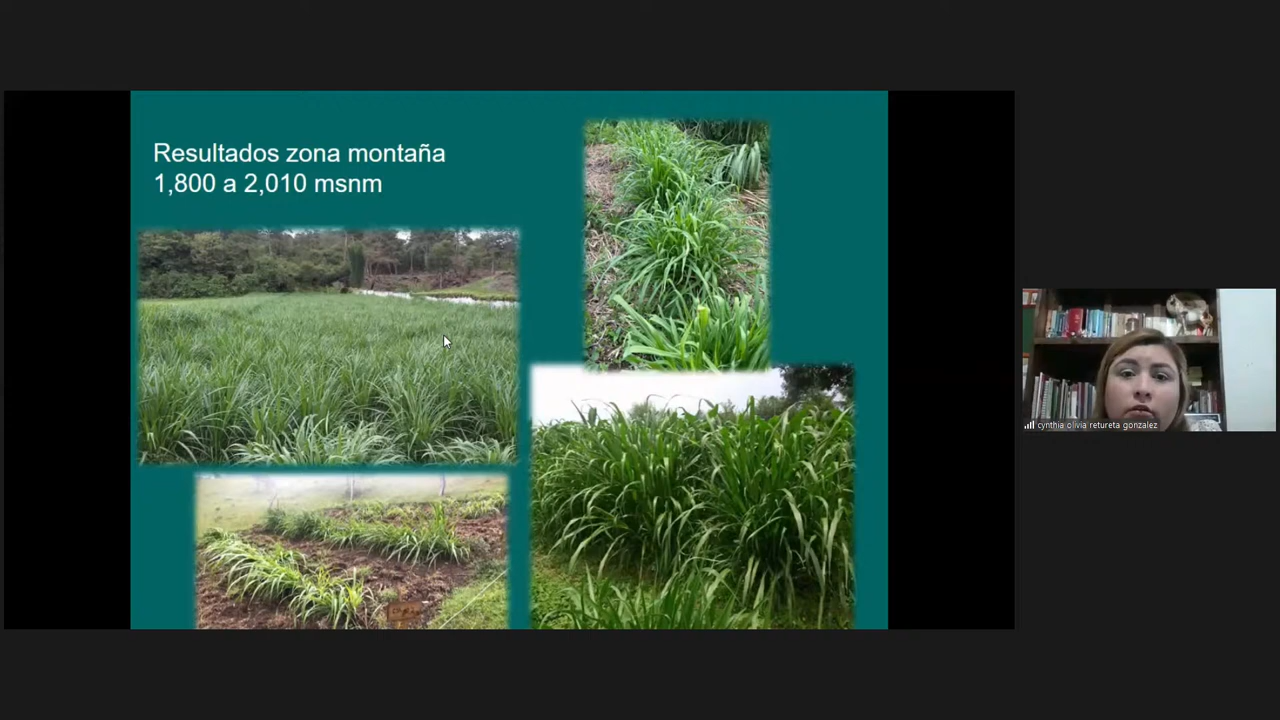 Resultados zona montaña
1,800 a 2,010 msnm
cynthia olivia retureta gonzalez